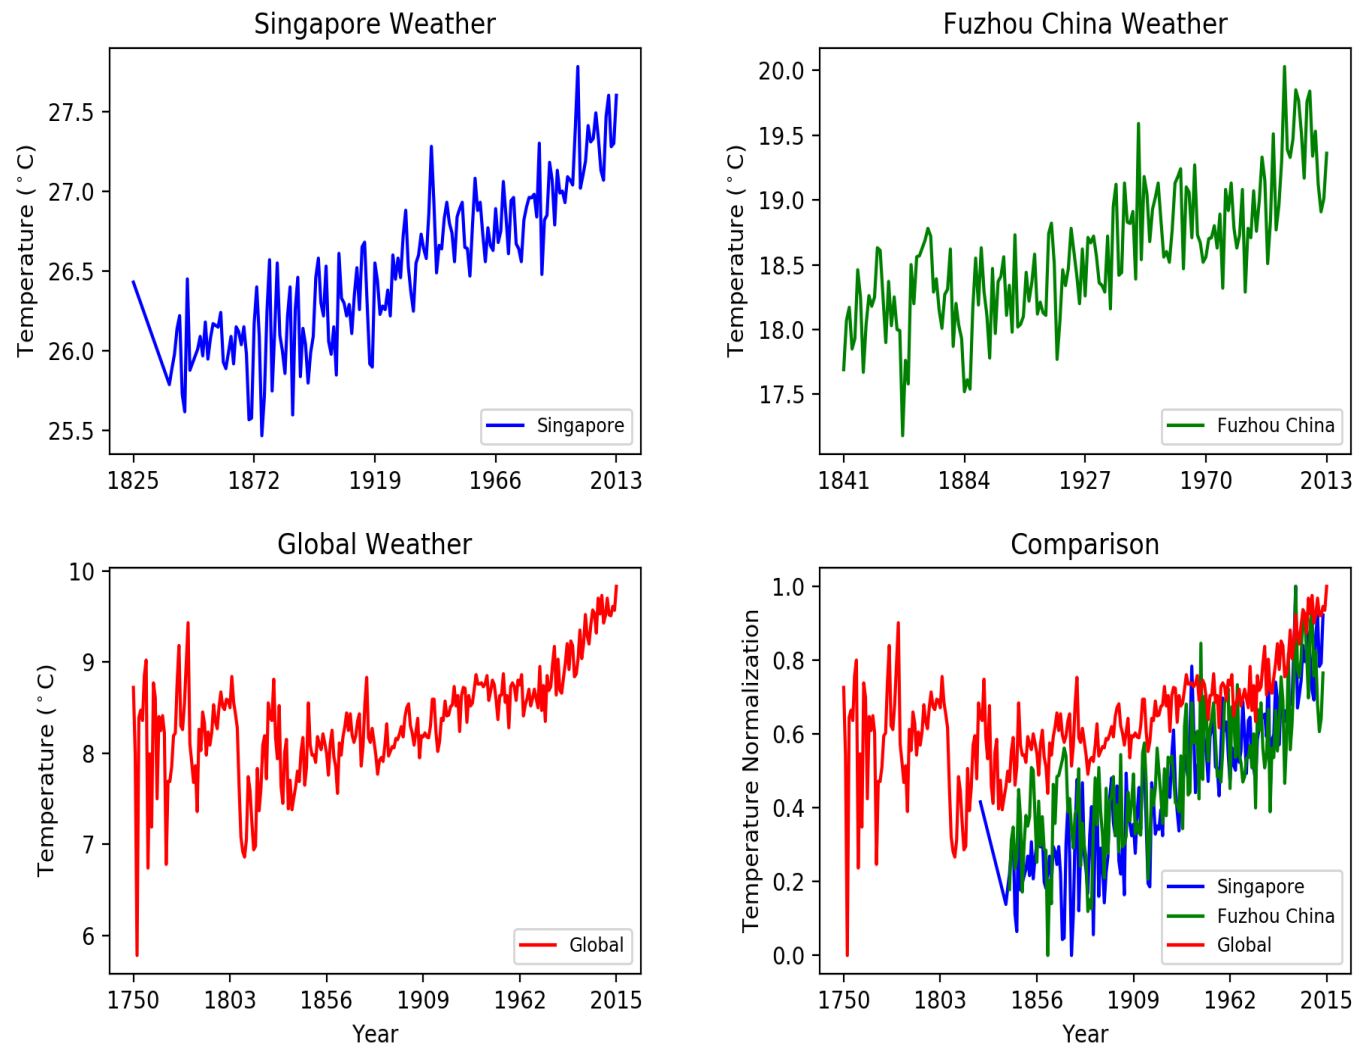 Singapore Weather
Temperature (°C)
27.5
27.0
26.5
26.0
25.5
1825 1872 1919 1966 2013
Singapore
Fuzhou China Weather
Temperature (°C)
20.0
19.5
19.0
18.5
18.0
17.5
1841 1884 1927 1970 2013
Fuzhou China
Global Weather
Temperature (°C)
10
9
8
7
6
1750 1803 1856 1909 1962 2015
Year
Global
Comparison
Temperature Normalization
1.0
0.8
0.6
0.4
0.2
0.0
1750 1803 1856 1909 1962 2015
Year
Singapore
Fuzhou China
Global